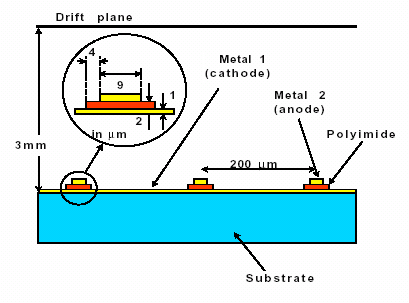 Drift plane
4
9
1
2
in μm
Metal 1
(cathode)
Metal 2
(anode)
Polyimide
3mm
200 μm
Substrate